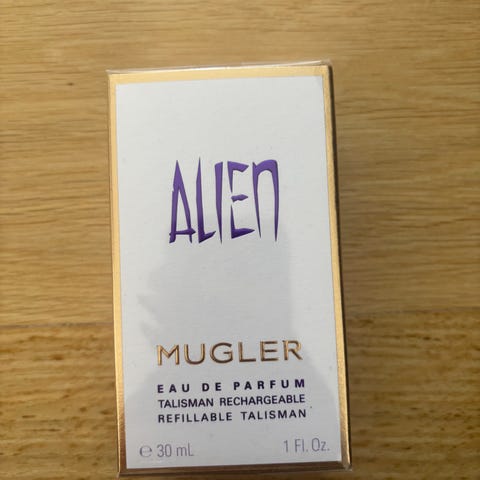 ALIEN
MUGLER
EAU DE PARFUM
TALISMAN RECHARGEABLE
REFILLABLE TALISMAN
℮ 30 mL 1 Fl. Oz.